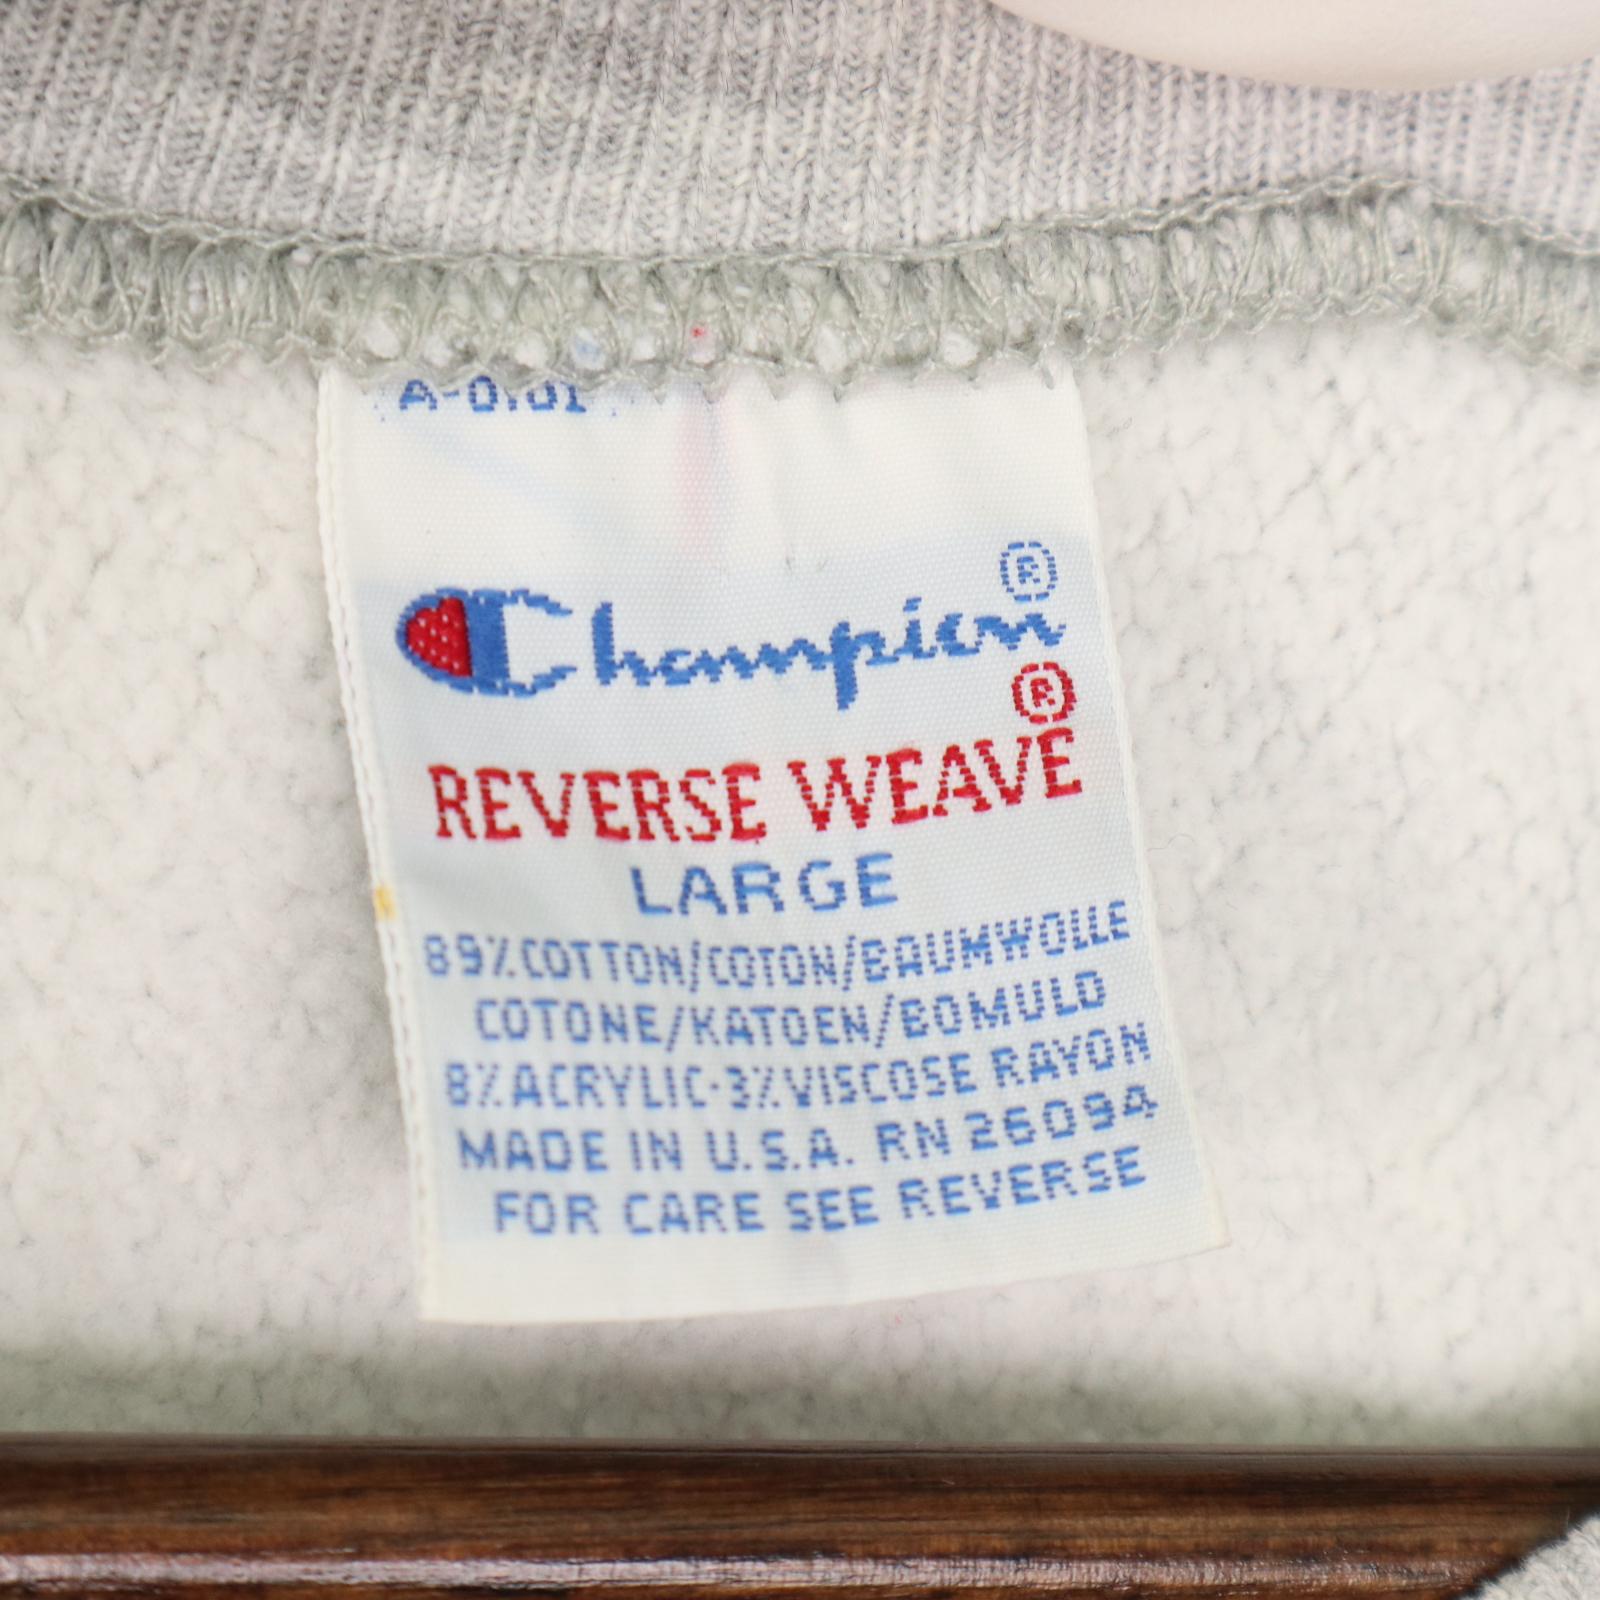 Champion®
REVERSE WEAVE®
LARGE
89% COTTON/COTON/BAUMWOLLE
COTONE/KATOEN/BOMULD
8% ACRYLIC·3% VISCOSE RAYON
MADE IN U.S.A. RN 26094
FOR CARE SEE REVERSE